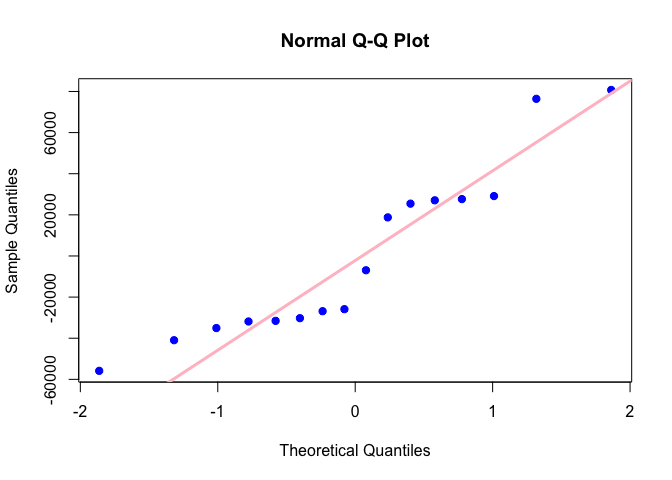 Normal Q-Q Plot
Sample Quantiles
60000
20000
-20000
-60000
-2 -1 0 1 2
Theoretical Quantiles